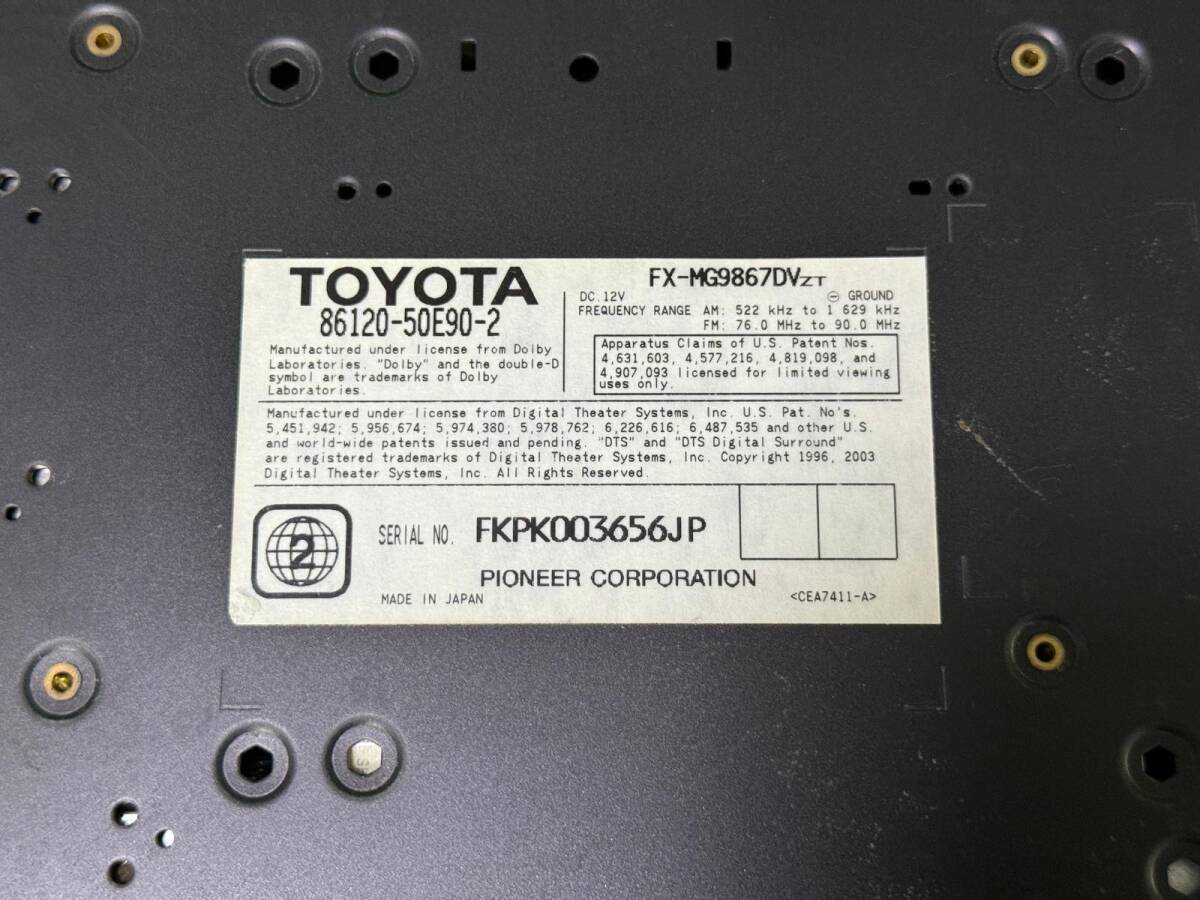 TOYOTA
86120-50E90-2
Manufactured under license from Dolby
Laboratories. "Dolby" and the double-D
symbol are trademarks of Dolby
Laboratories.
FX-MG9867DVZT
DC.12V ⊖ GROUND
FREQUENCY RANGE AM: 522 kHz to 1 629 kHz
FM: 76.0 MHz to 90.0 MHz
Apparatus Claims of U.S. Patent Nos.
4,631,603, 4,577,216, 4,819,098, and
4,907,093 licensed for limited viewing
uses only.
Manufactured under license from Digital Theater Systems, Inc. U.S. Pat. No's.
5,451,942; 5,956,674; 5,974,380; 5,978,762; 6,226,616; 6,487,535 and other U.S.
and world-wide patents issued and pending. "DTS" and "DTS Digital Surround"
are registered trademarks of Digital Theater Systems, Inc. Copyright 1996, 2003
Digital Theater Systems, Inc. All Rights Reserved.
2
SERIAL NO. FKPK003656JP
PIONEER CORPORATION
MADE IN JAPAN <CEA7411-A>